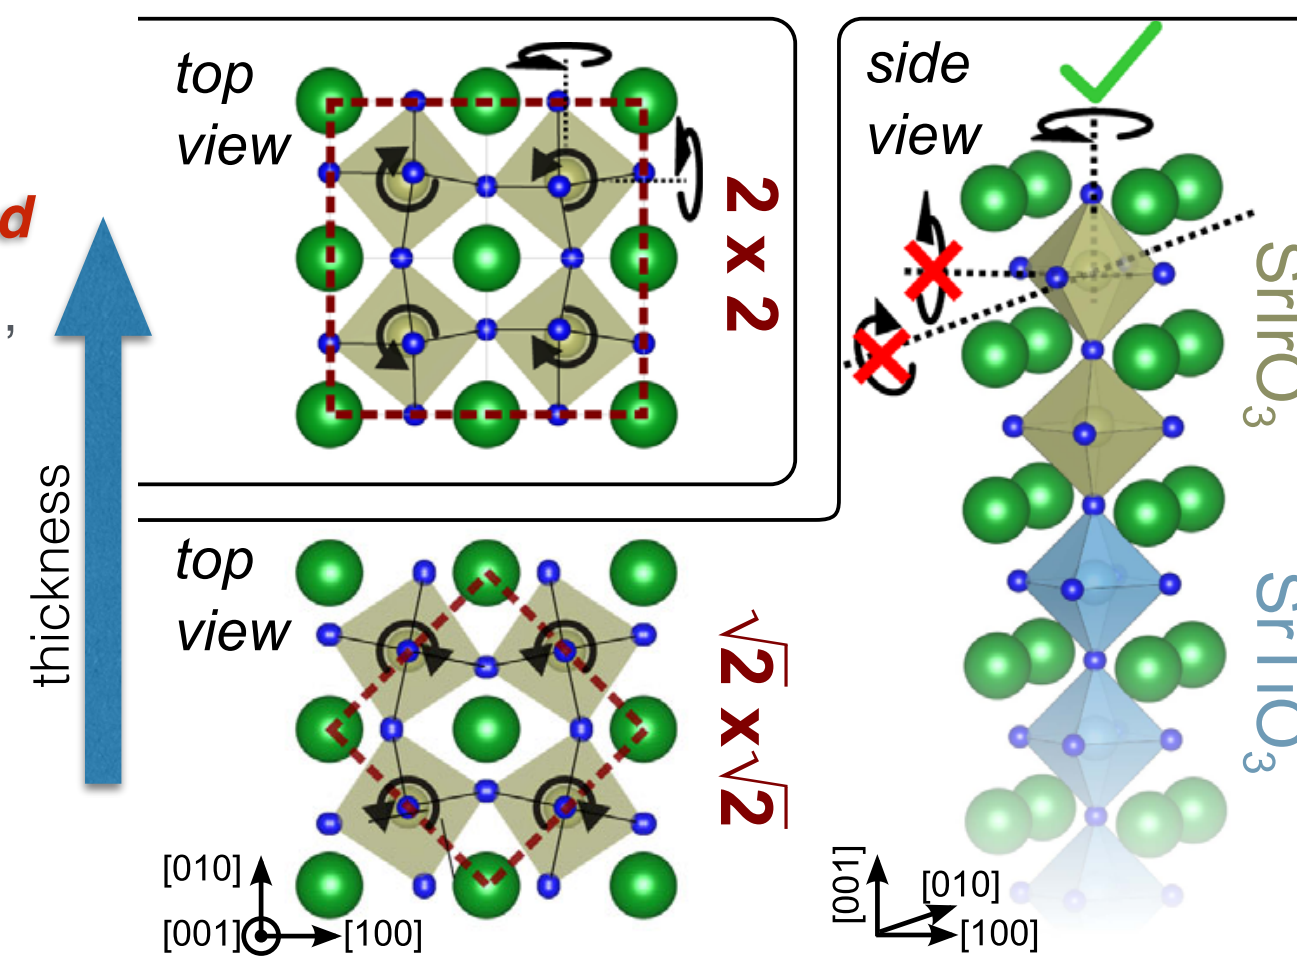 top
view
2 x 2
d
,
thickness
top
view
√2 x √2
[010]
[001]
[100]
side
view
SrIrO3
SrTiO3
[001]
[010]
[100]